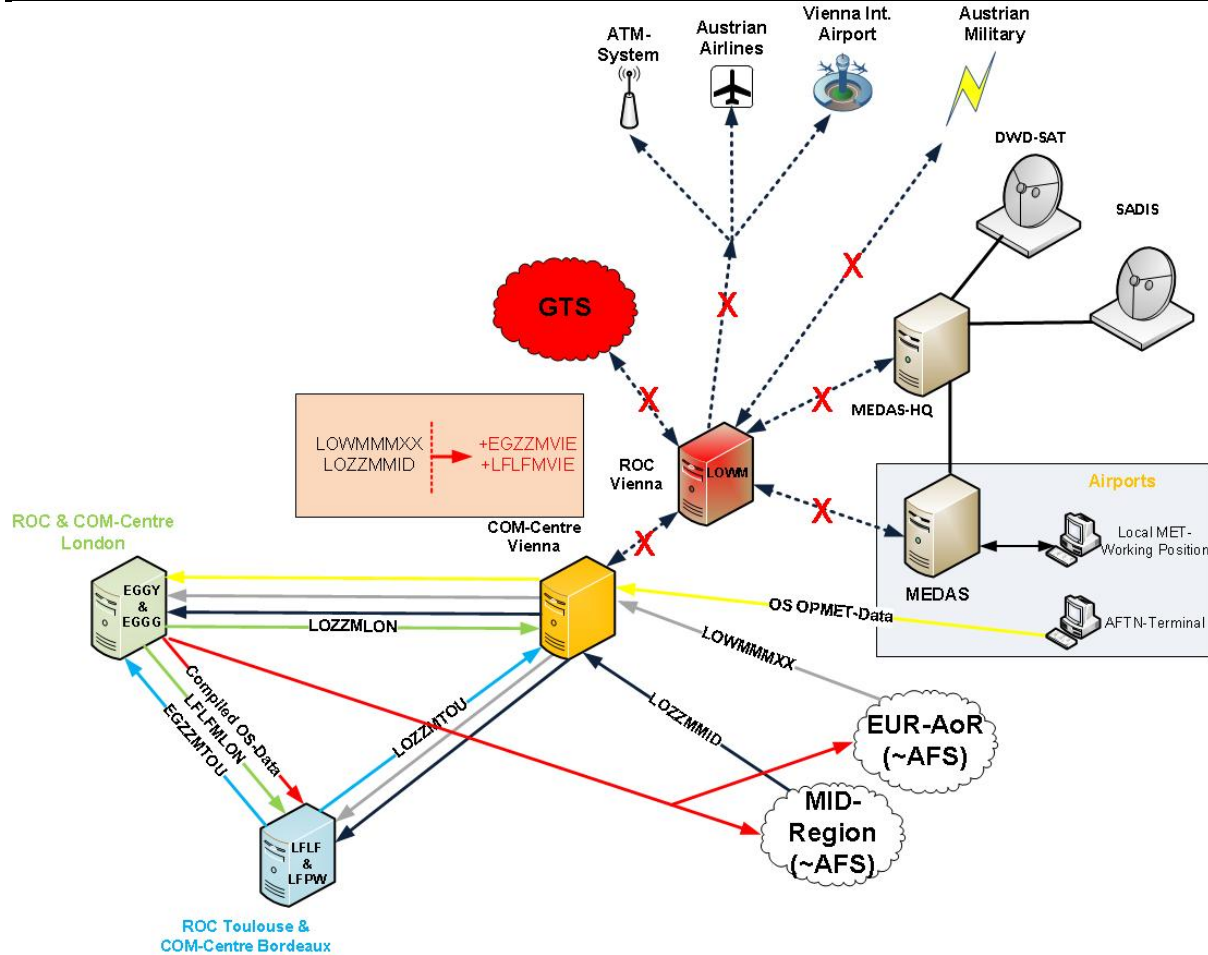 ATM-
System
Austrian
Airlines
Vienna Int.
Airport
Austrian
Military
DWD-SAT
SADIS
GTS
X
X
X
X
X
X
MEDAS-HQ
LOWMMMXX
LOZZMMID
+EGZZMVIE
+LFLFMVIE
ROC
Vienna
LOWM
Airports
Local MET-
Working Position
MEDAS
AFTN-Terminal
COM-Centre
Vienna
ROC & COM-Centre
London
EGGY
&
EGGG
LOZZMLON
OS OPMET-Data
LOWMMMXX
LOZZMMID
Compiled OS-Data
LFLFMLON
EGZZMTOU
LOZZMTOU
EUR-AoR
(~AFS)
MID-
Region
(~AFS)
LFLF
&
LFPW
ROC Toulouse &
COM-Centre Bordeaux